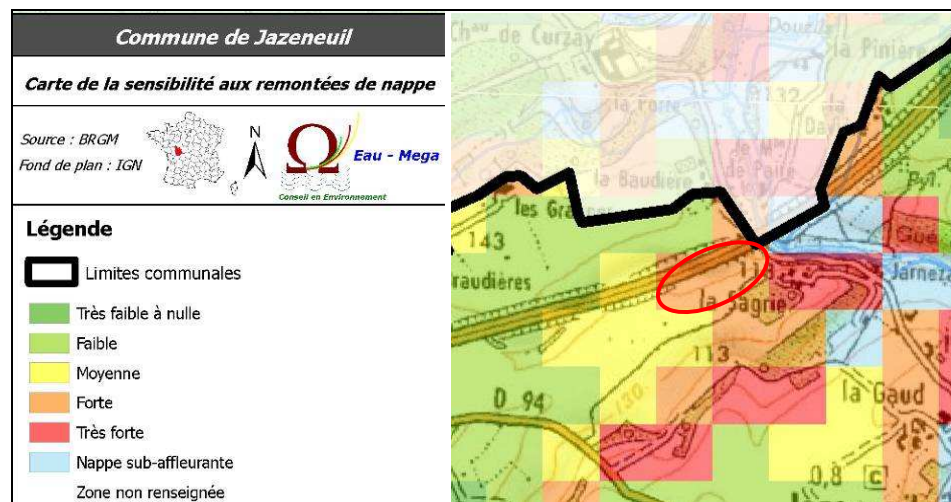 Commune de Jazeneuil
Carte de la sensibilité aux remontées de nappe
Source : BRGM
Fond de plan : IGN
N
Eau - Mega
Conseil en Environnement
Légende
Limites communales
Très faible à nulle
Faible
Moyenne
Forte
Très forte
Nappe sub-affleurante
Zone non renseignée
Chau de Curzay
la Pinière
132
la Baudière
les Gra
143
raudières
la Sagrie
Jarneza
113
D 94
130
la Gaud
0,8 C